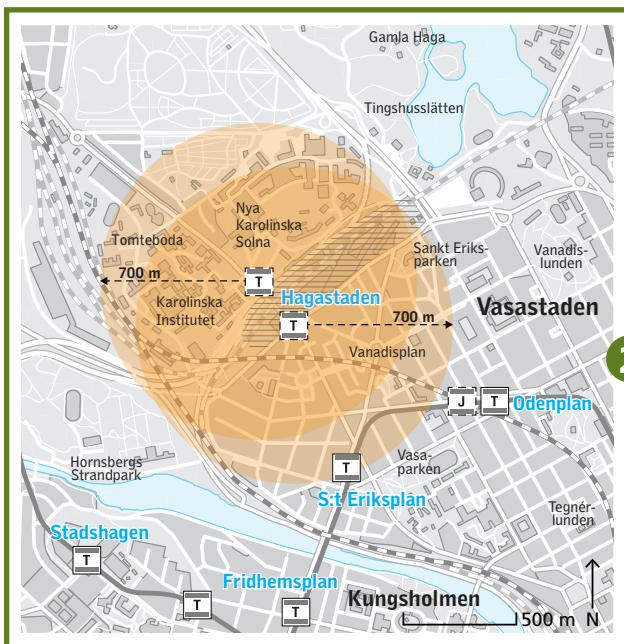 Gamla Haga
Tingshusslätten
Nya
Karolinska
Solna
Tomteboda
Sankt Eriks-
parken
Vanadis-
lunden
700 m
T
Karolinska
Institutet
Hagastaden
Vasastaden
T
700 m
Vanadisplan
2
J
T
Odenplan
Hornsbergs
Strandpark
T
Vasa-
parken
S:t Eriksplan
Tegnér-
lunden
Stadshagen
T
Fridhemsplan
T
T
Kungsholmen
500 m
N